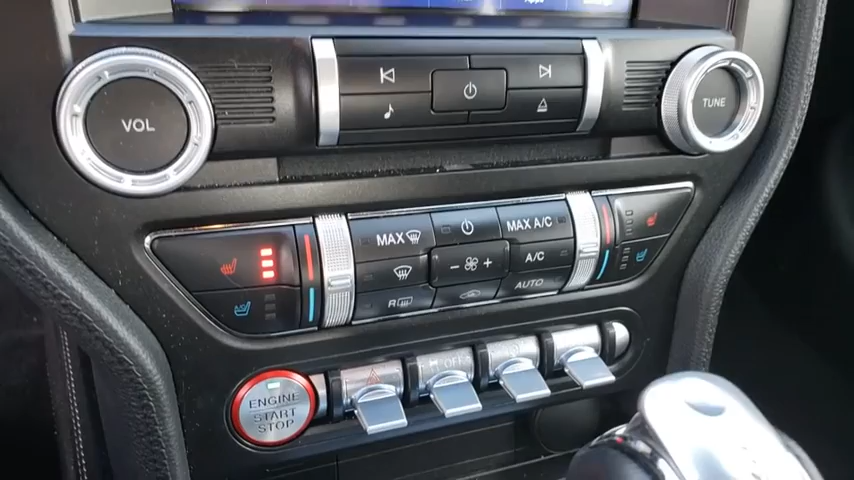 VOL
TUNE
MAX
MAX A/C
A/C
R
AUTO
OFF
ENGINE
START
STOP